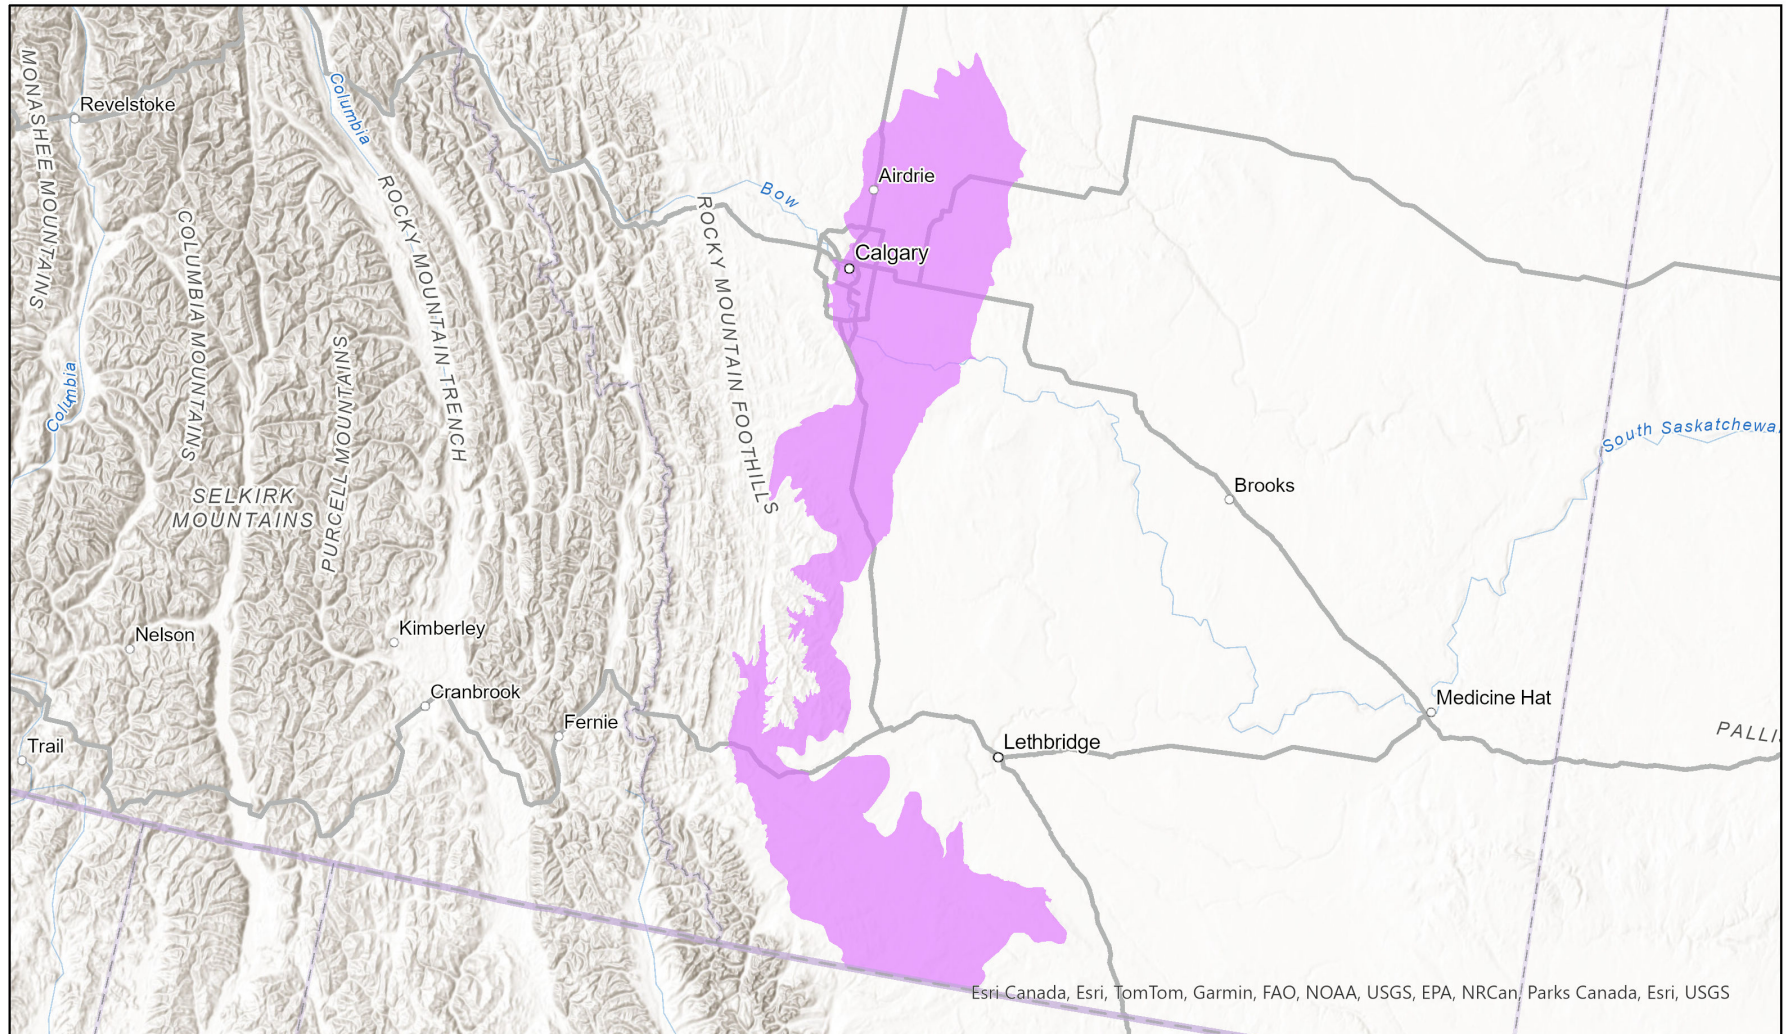 Revelstoke
MONASHEE MOUNTAINS
Columbia
Columbia
COLUMBIA MOUNTAINS
ROCKY MOUNTAIN TRENCH
PURCELL MOUNTAINS
SELKIRK
MOUNTAINS
Bow
Airdrie
Calgary
ROCKY MOUNTAIN FOOTHILLS
South Saskatchewa
Brooks
Nelson
Kimberley
Cranbrook
Fernie
Trail
Medicine Hat
Lethbridge
PALLI
Esri Canada, Esri, TomTom, Garmin, FAO, NOAA, USGS, EPA, NRCan, Parks Canada, Esri, USGS